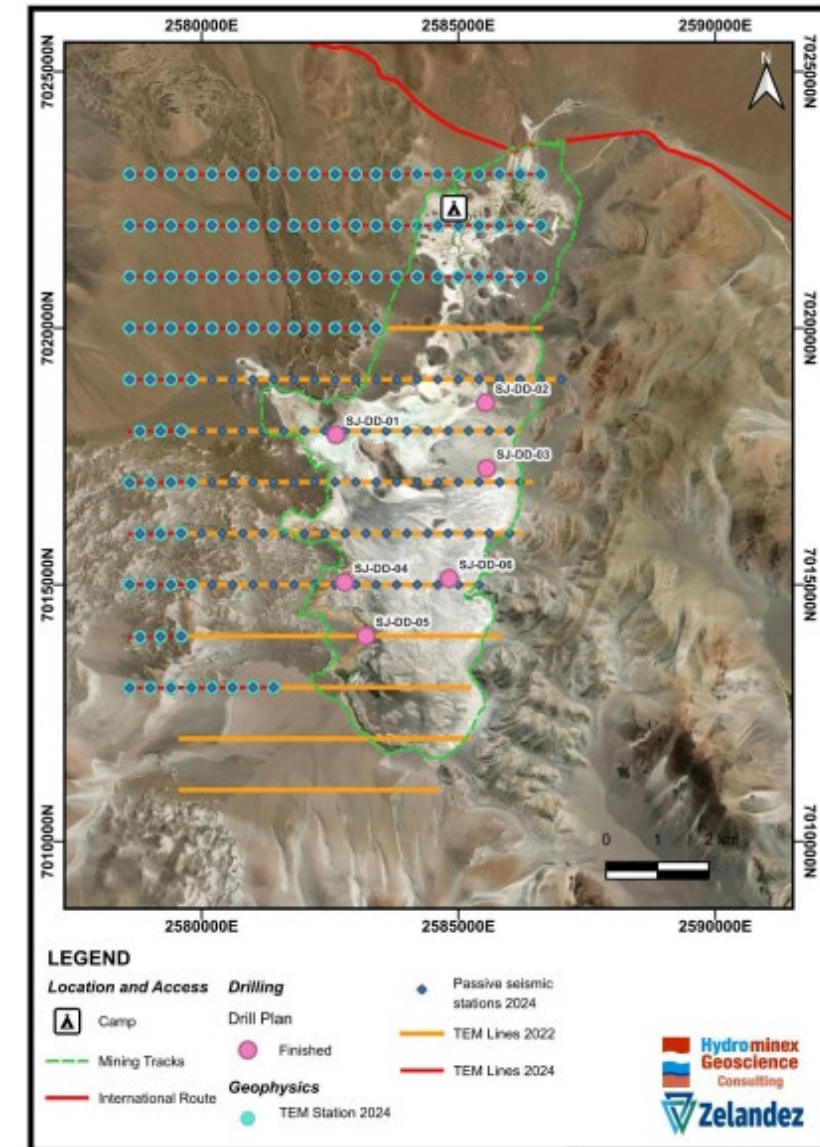 2580000E 2585000E 2590000E
7025000N 7025000N
N
7020000N 7020000N
SJ-DD-02
SJ-DD-01
SJ-DD-03
7015000N 7015000N
SJ-DD-04 SJ-DD-06
SJ-DD-05
7010000N 7010000N
0 1 2 km
2580000E 2585000E 2590000E
LEGEND
Location and Access Drilling
Drill Plan
Camp
Finished
Mining Tracks
Geophysics
International Route
TEM Station 2024
Passive seismic
stations 2024
TEM Lines 2022
TEM Lines 2024
Hydrominex
Geoscience
Consulting
Zelandez